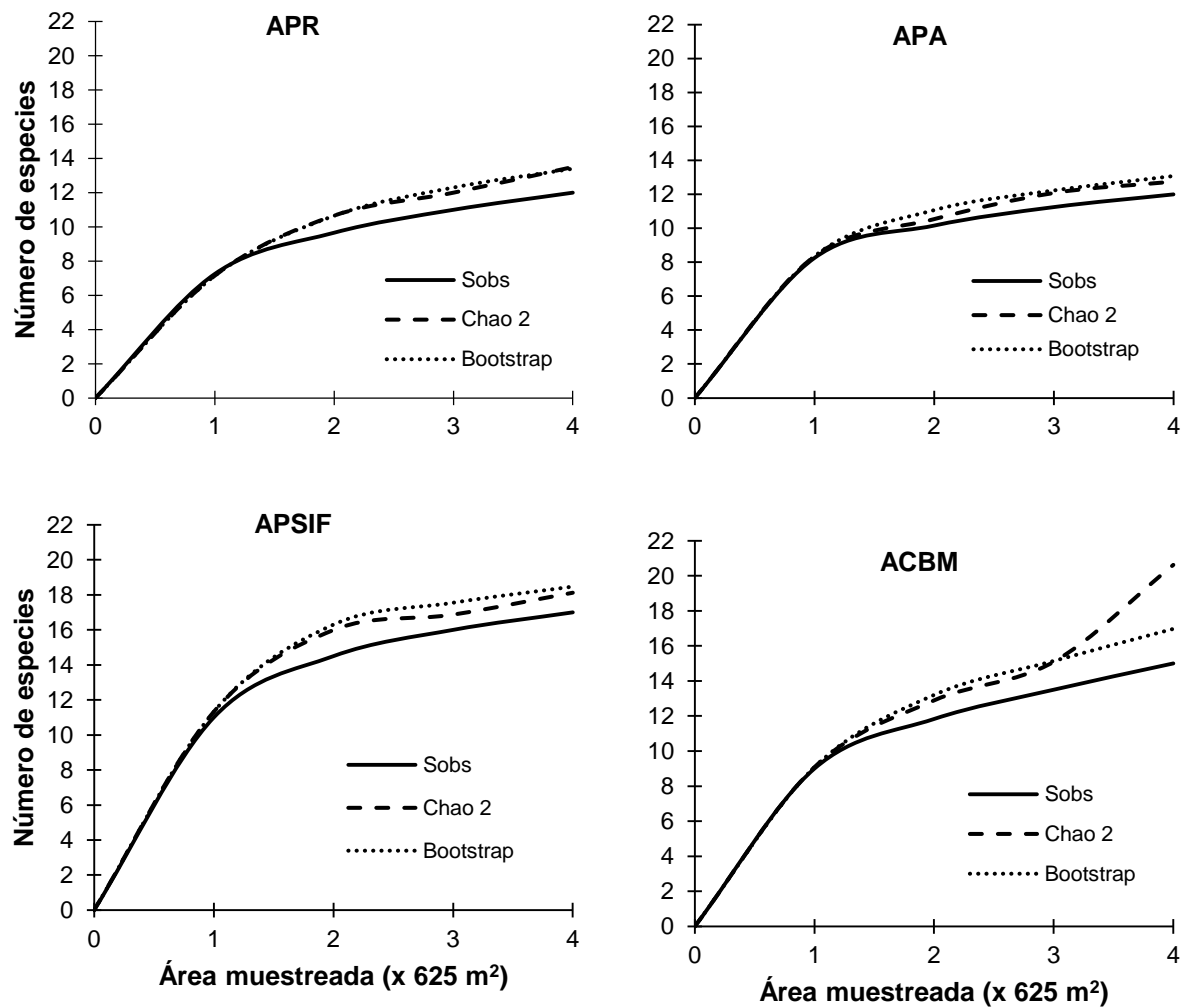 APR
Número de especies
22
20
18
16
14
12
10
8
6
4
2
0
Sobs
Chao 2
Bootstrap
0 1 2 3 4
APA
22
20
18
16
14
12
10
8
6
4
2
0
Sobs
Chao 2
Bootstrap
0 1 2 3 4
APSIF
Número de especies
22
20
18
16
14
12
10
8
6
4
2
0
Sobs
Chao 2
Bootstrap
0 1 2 3 4
Área muestreada (x 625 m²)
ACBM
22
20
18
16
14
12
10
8
6
4
2
0
Sobs
Chao 2
Bootstrap
0 1 2 3 4
Área muestreada (x 625 m²)